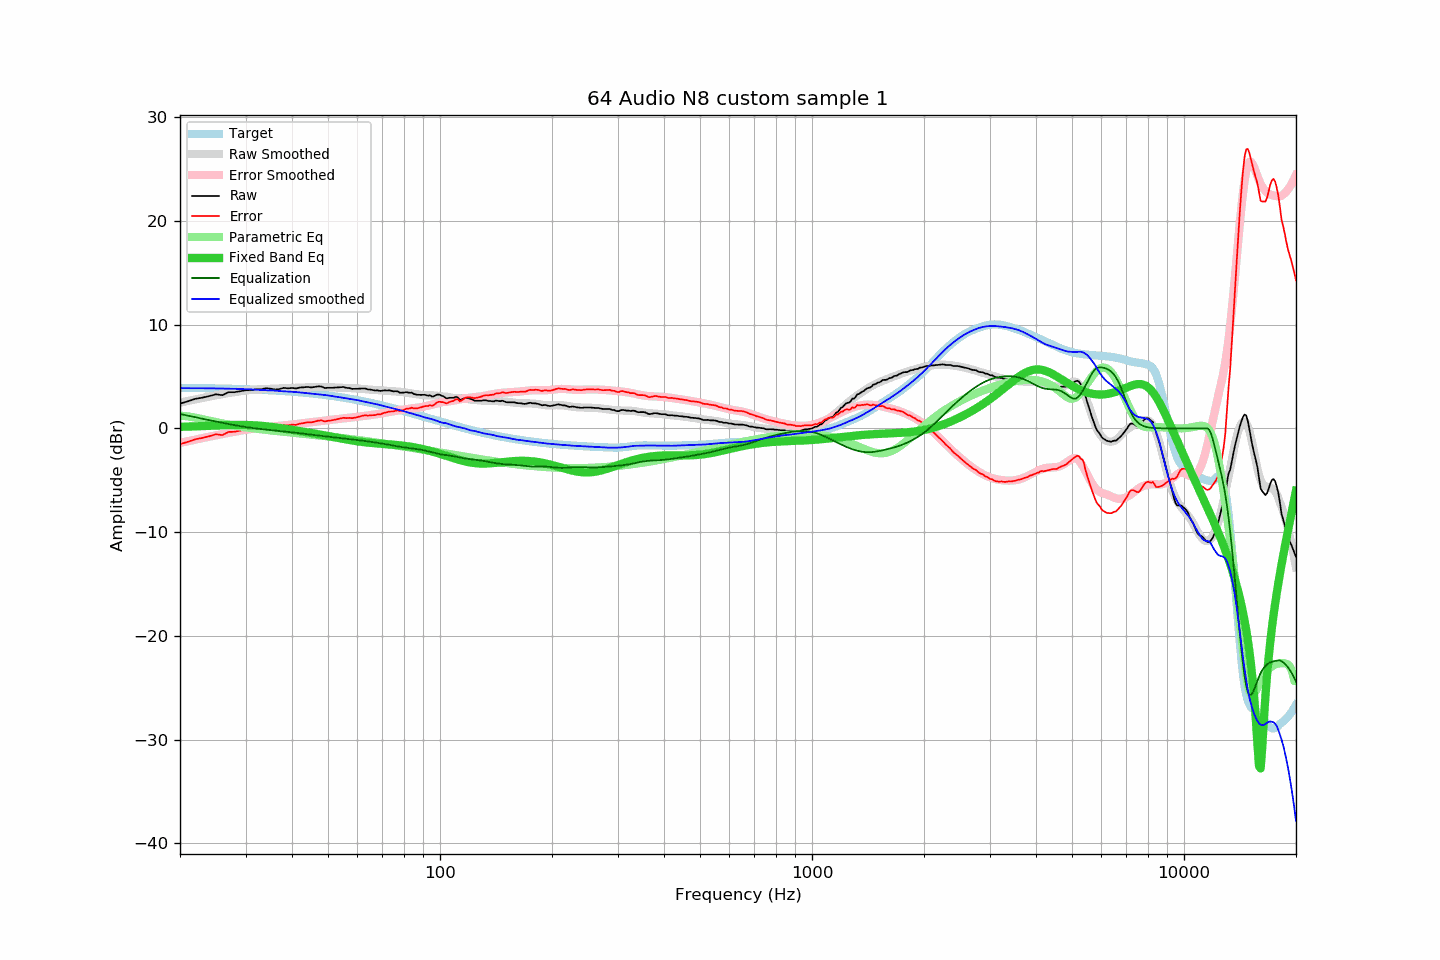 64 Audio N8 custom sample 1
30
20
10
0
−10
−20
−30
−40
Amplitude (dBr)
Target
Raw Smoothed
Error Smoothed
Raw
Error
Parametric Eq
Fixed Band Eq
Equalization
Equalized smoothed
100
1000
10000
Frequency (Hz)